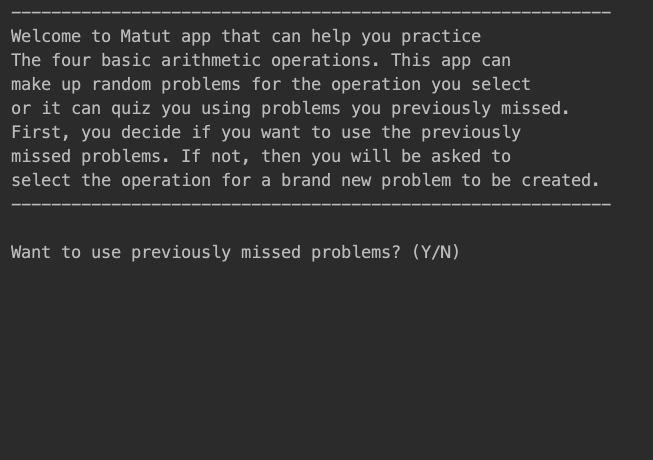 ------------------------------------------------------------
Welcome to Matut app that can help you practice
The four basic arithmetic operations. This app can
make up random problems for the operation you select
or it can quiz you using problems you previously missed.
First, you decide if you want to use the previously
missed problems. If not, then you will be asked to
select the operation for a brand new problem to be created.
------------------------------------------------------------
Want to use previously missed problems? (Y/N)